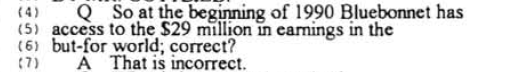 (4) Q So at the beginning of 1990 Bluebonnet has
(5) access to the $29 million in earnings in the
(6) but-for world; correct?
(7) A That is incorrect.